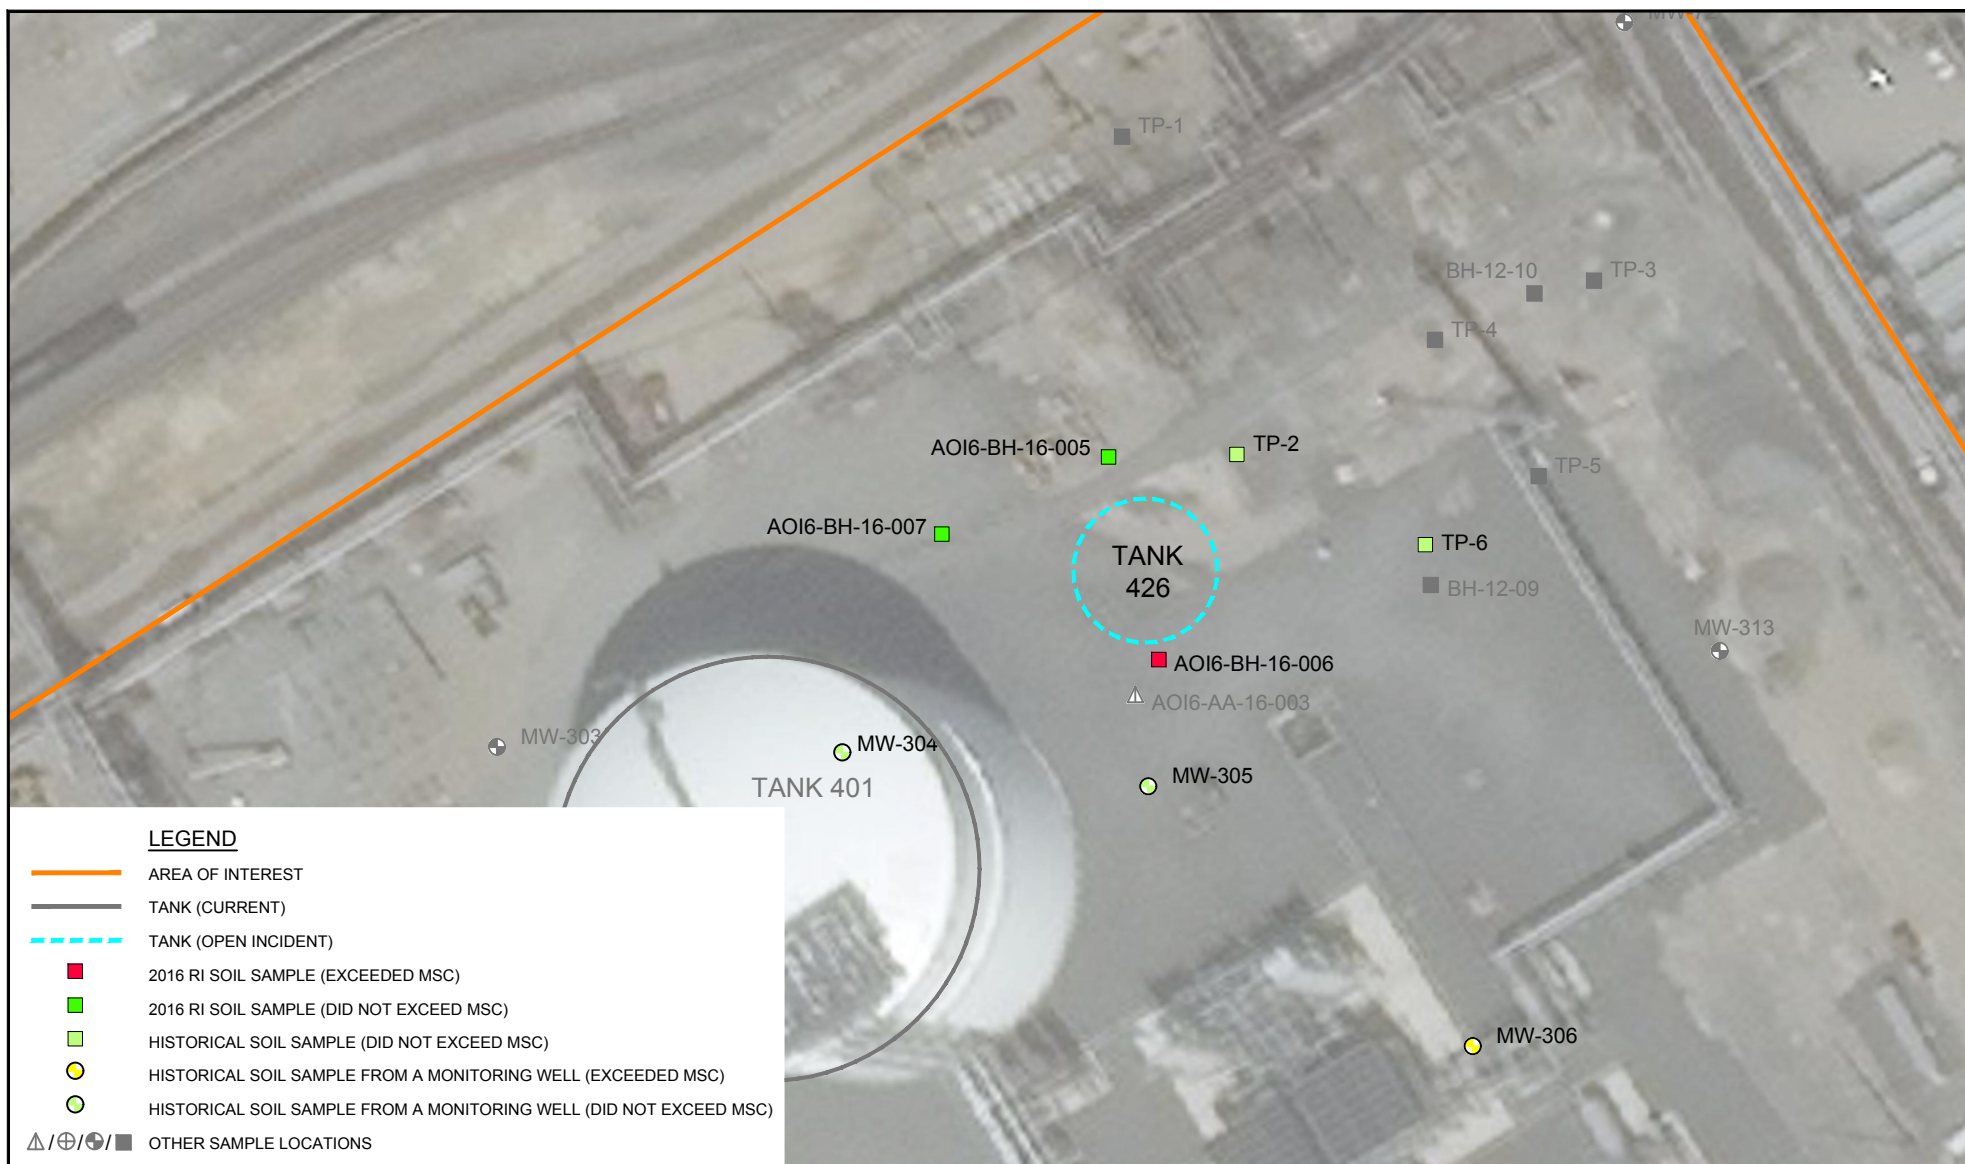 MW-72
TP-1
BH-12-10
TP-3
TP-4
AOI6-BH-16-005
TP-2
TP-5
AOI6-BH-16-007
TANK
426
TP-6
BH-12-09
MW-313
AOI6-BH-16-006
AOI6-AA-16-003
MW-303
MW-304
TANK 401
MW-305
MW-306
LEGEND
AREA OF INTEREST
TANK (CURRENT)
TANK (OPEN INCIDENT)
2016 RI SOIL SAMPLE (EXCEEDED MSC)
2016 RI SOIL SAMPLE (DID NOT EXCEED MSC)
HISTORICAL SOIL SAMPLE (DID NOT EXCEED MSC)
HISTORICAL SOIL SAMPLE FROM A MONITORING WELL (EXCEEDED MSC)
HISTORICAL SOIL SAMPLE FROM A MONITORING WELL (DID NOT EXCEED MSC)
/ / / OTHER SAMPLE LOCATIONS